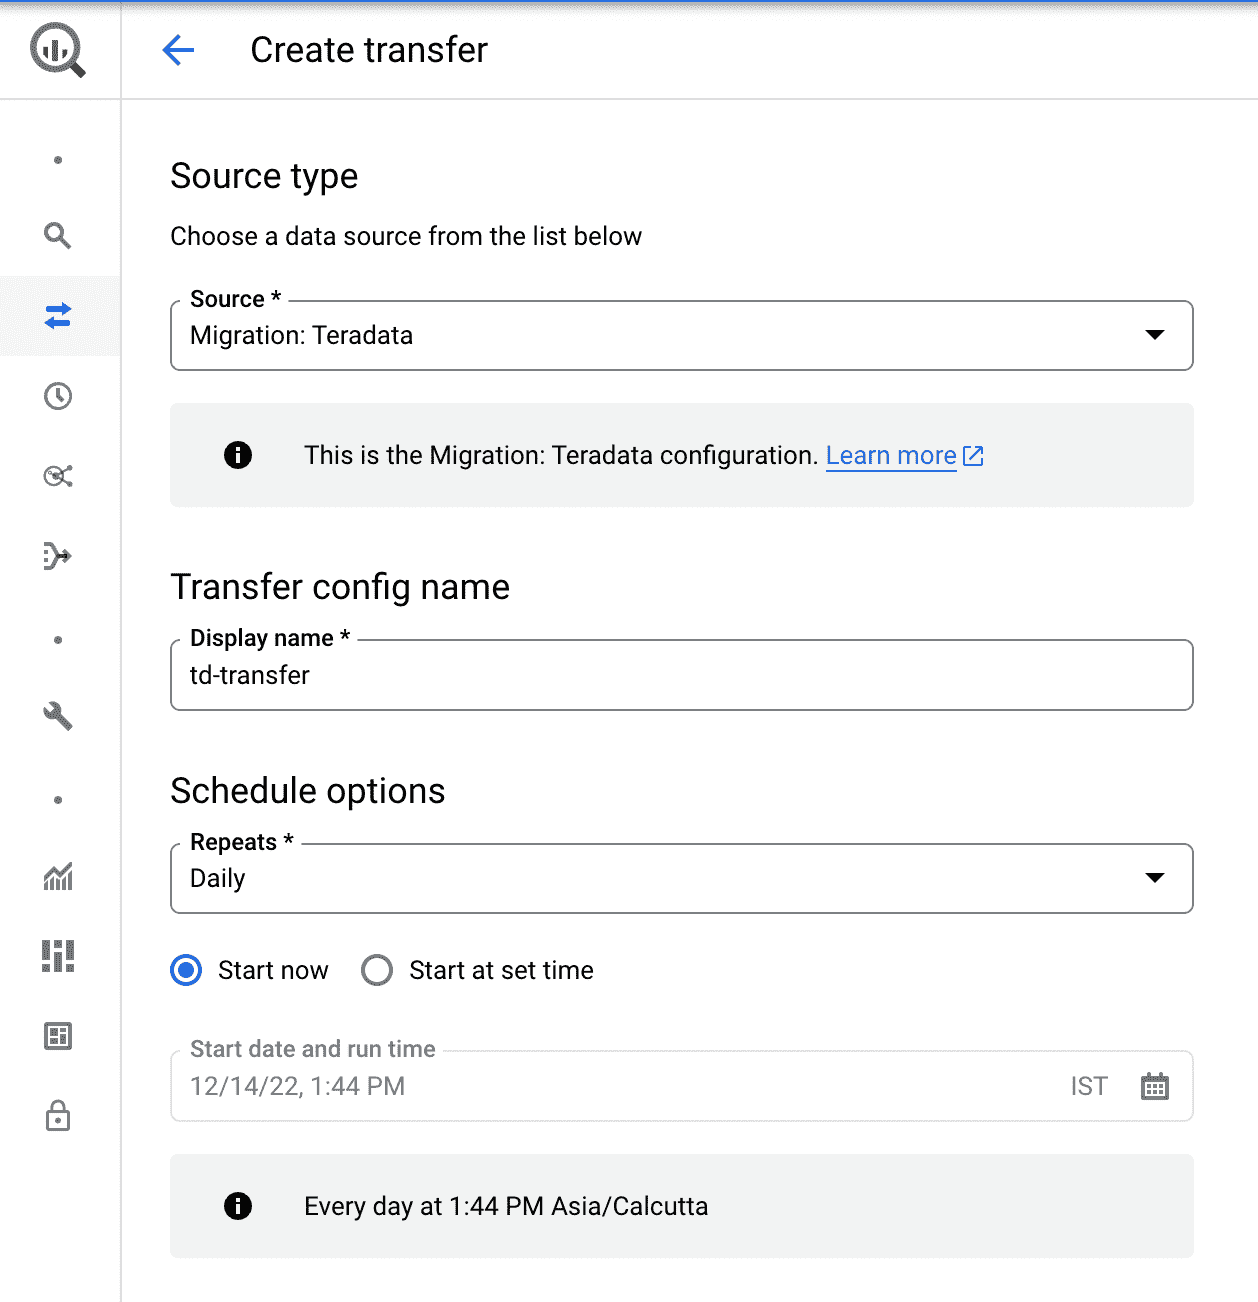 Create transfer
Source type
Choose a data source from the list below
Source *
Migration: Teradata
This is the Migration: Teradata configuration. Learn more
Transfer config name
Display name *
td-transfer
Schedule options
Repeats *
Daily
Start now Start at set time
Start date and run time
12/14/22, 1:44 PM IST
Every day at 1:44 PM Asia/Calcutta